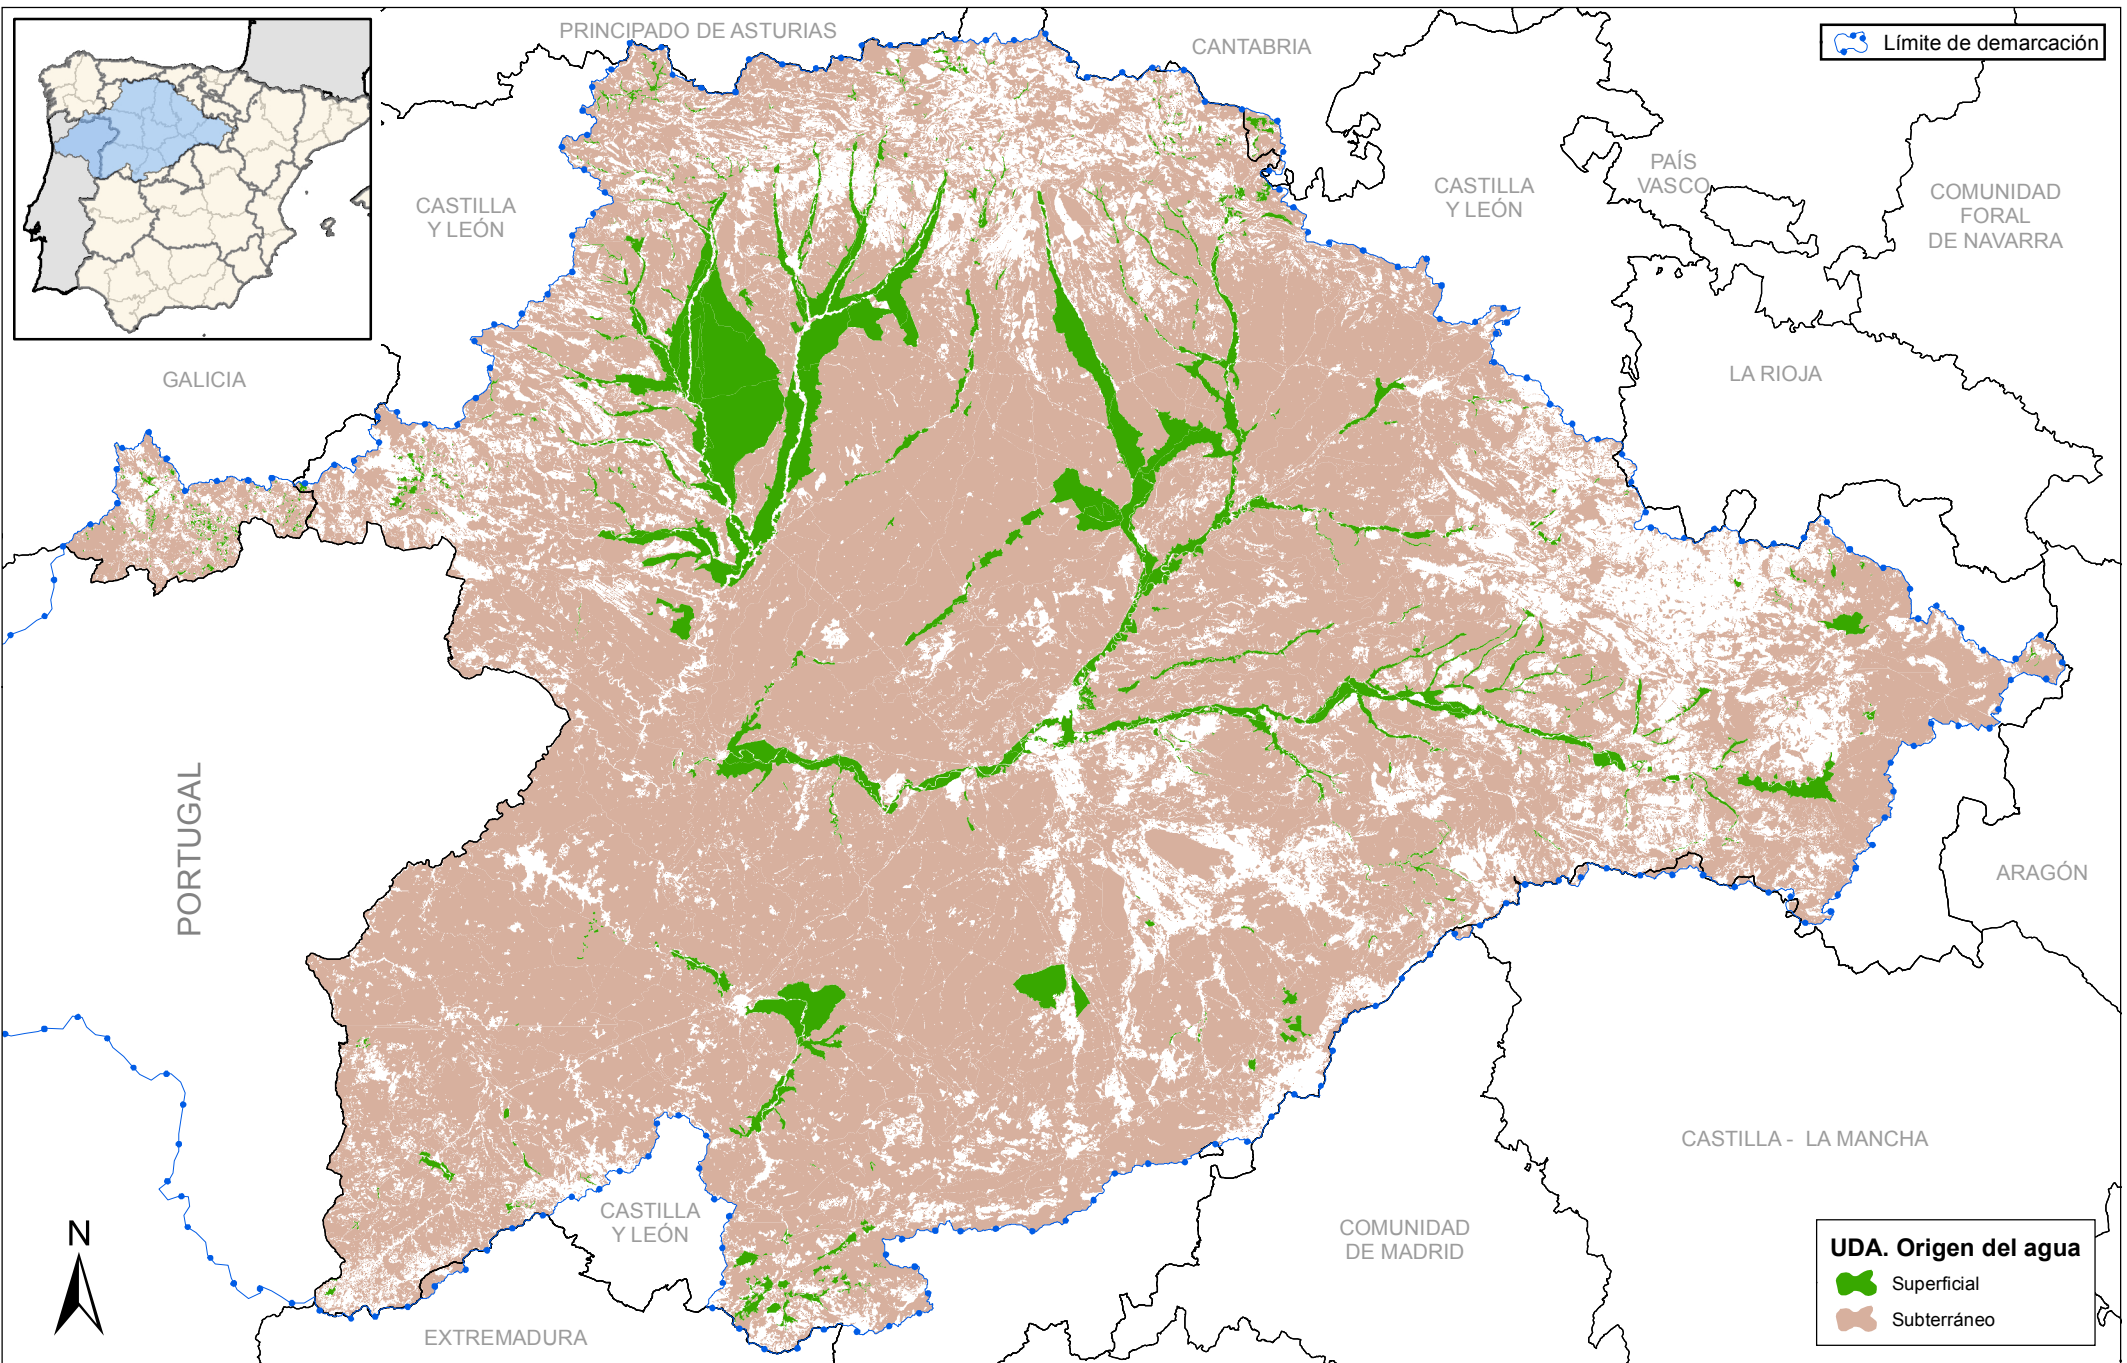 PRINCIPADO DE ASTURIAS
CANTABRIA
Límite de demarcación
CASTILLA
Y LEÓN
CASTILLA
Y LEÓN
PAÍS
VASCO
COMUNIDAD
FORAL
DE NAVARRA
GALICIA
LA RIOJA
PORTUGAL
ARAGÓN
CASTILLA - LA MANCHA
CASTILLA
Y LEÓN
COMUNIDAD
DE MADRID
EXTREMADURA
N
UDA. Origen del agua
Superficial
Subterráneo